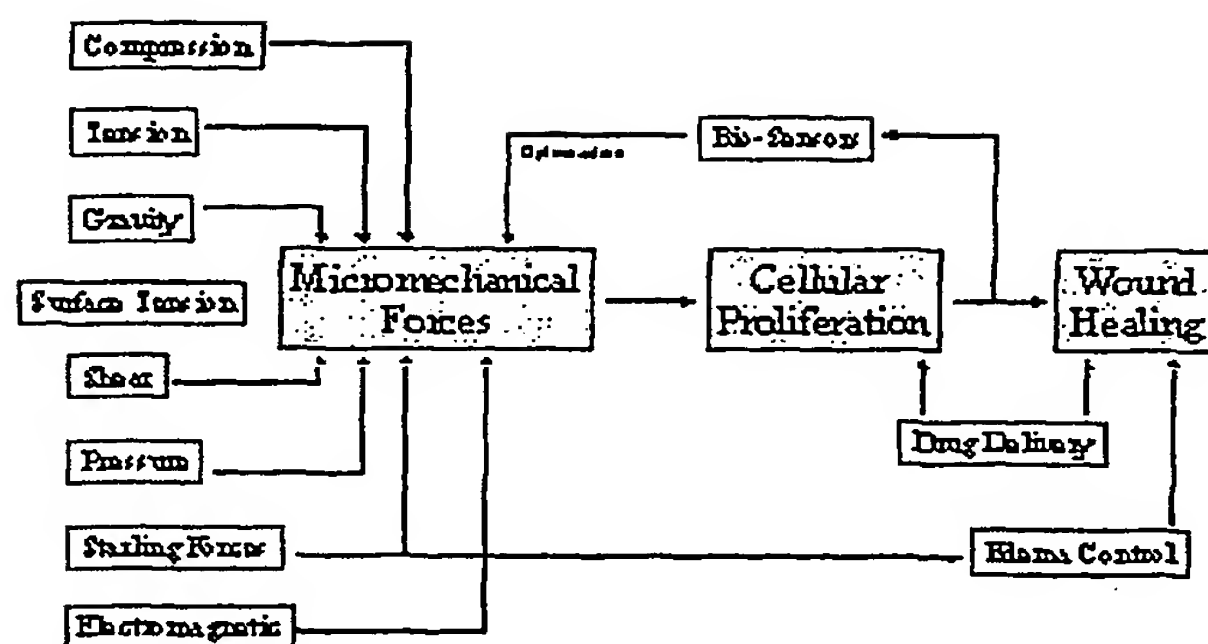 Compression
Tension
Bio-Sensors
Gravity
Micromechanical
Forces
Cellular
Proliferation
Wound
Healing
Surface Tension
Shear
Drug Delivery
Pressure
Starling Forces
Edema Control
Electromagnetic